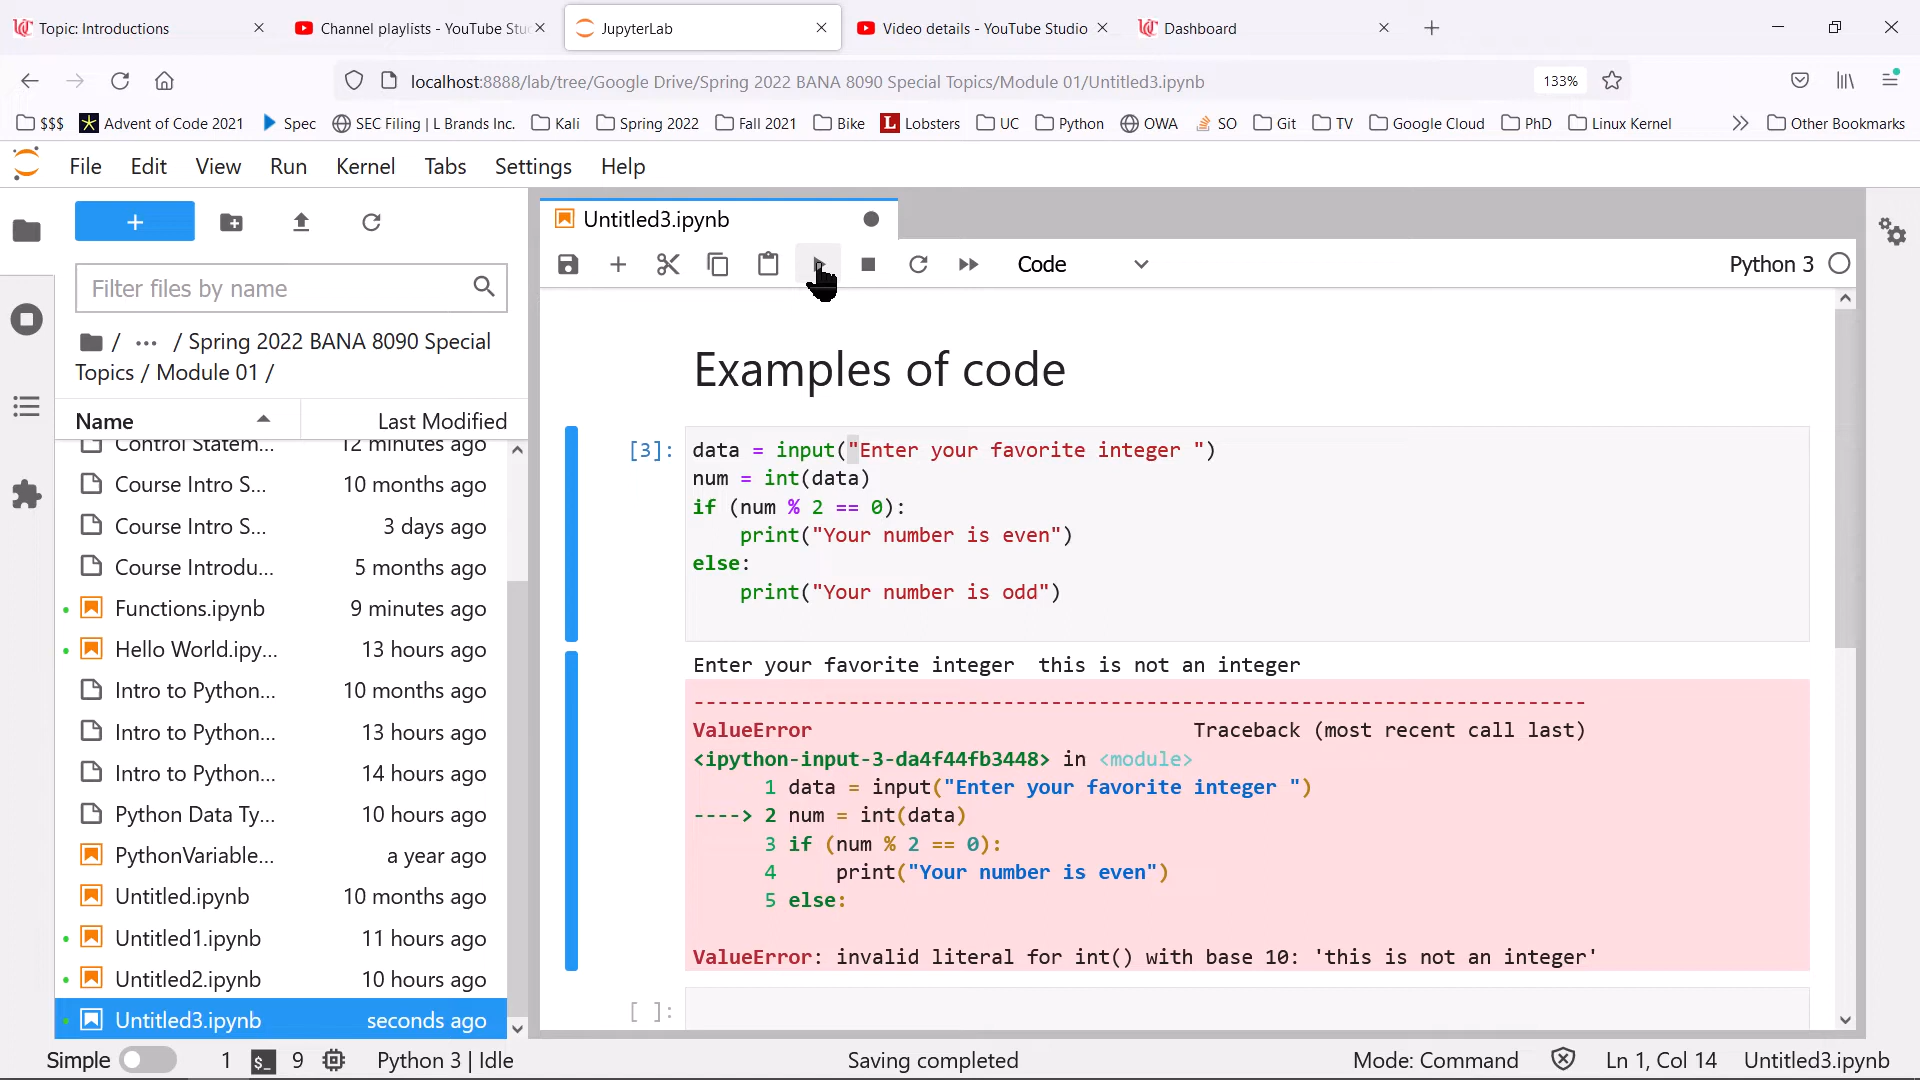 Topic: Introductions
Channel playlists - YouTube Stu
JupyterLab
Video details - YouTube Studio
Dashboard
localhost:8888/lab/tree/Google Drive/Spring 2022 BANA 8090 Special Topics/Module 01/Untitled3.ipynb
133%
$$$
Advent of Code 2021
Spec
SEC Filing | L Brands Inc.
Kali
Spring 2022
Fall 2021
Bike
Lobsters
UC
Python
OWA
SO
Git
TV
Google Cloud
PhD
Linux Kernel
Other Bookmarks
File Edit View Run Kernel Tabs Settings Help
Filter files by name
/ ··· / Spring 2022 BANA 8090 Special
Topics / Module 01 /
Name Last Modified
Control Statem... 12 minutes ago
Course Intro S... 10 months ago
Course Intro S... 3 days ago
Course Introdu... 5 months ago
Functions.ipynb 9 minutes ago
Hello World.ipy... 13 hours ago
Intro to Python... 10 months ago
Intro to Python... 13 hours ago
Intro to Python... 14 hours ago
Python Data Ty... 10 hours ago
PythonVariable... a year ago
Untitled.ipynb 10 months ago
Untitled1.ipynb 11 hours ago
Untitled2.ipynb 10 hours ago
Untitled3.ipynb seconds ago
Untitled3.ipynb
Code
Python 3
Examples of code
[3]: data = input("Enter your favorite integer ")
num = int(data)
if (num % 2 == 0):
    print("Your number is even")
else:
    print("Your number is odd")
Enter your favorite integer  this is not an integer
---------------------------------------------------------------------------
ValueError                                Traceback (most recent call last)
<ipython-input-3-da4f44fb3448> in <module>
      1 data = input("Enter your favorite integer ")
----> 2 num = int(data)
      3 if (num % 2 == 0):
      4     print("Your number is even")
      5 else:
ValueError: invalid literal for int() with base 10: 'this is not an integer'
[ ]:
Simple 1 $_ 9 Python 3 | Idle Saving completed Mode: Command Ln 1, Col 14 Untitled3.ipynb